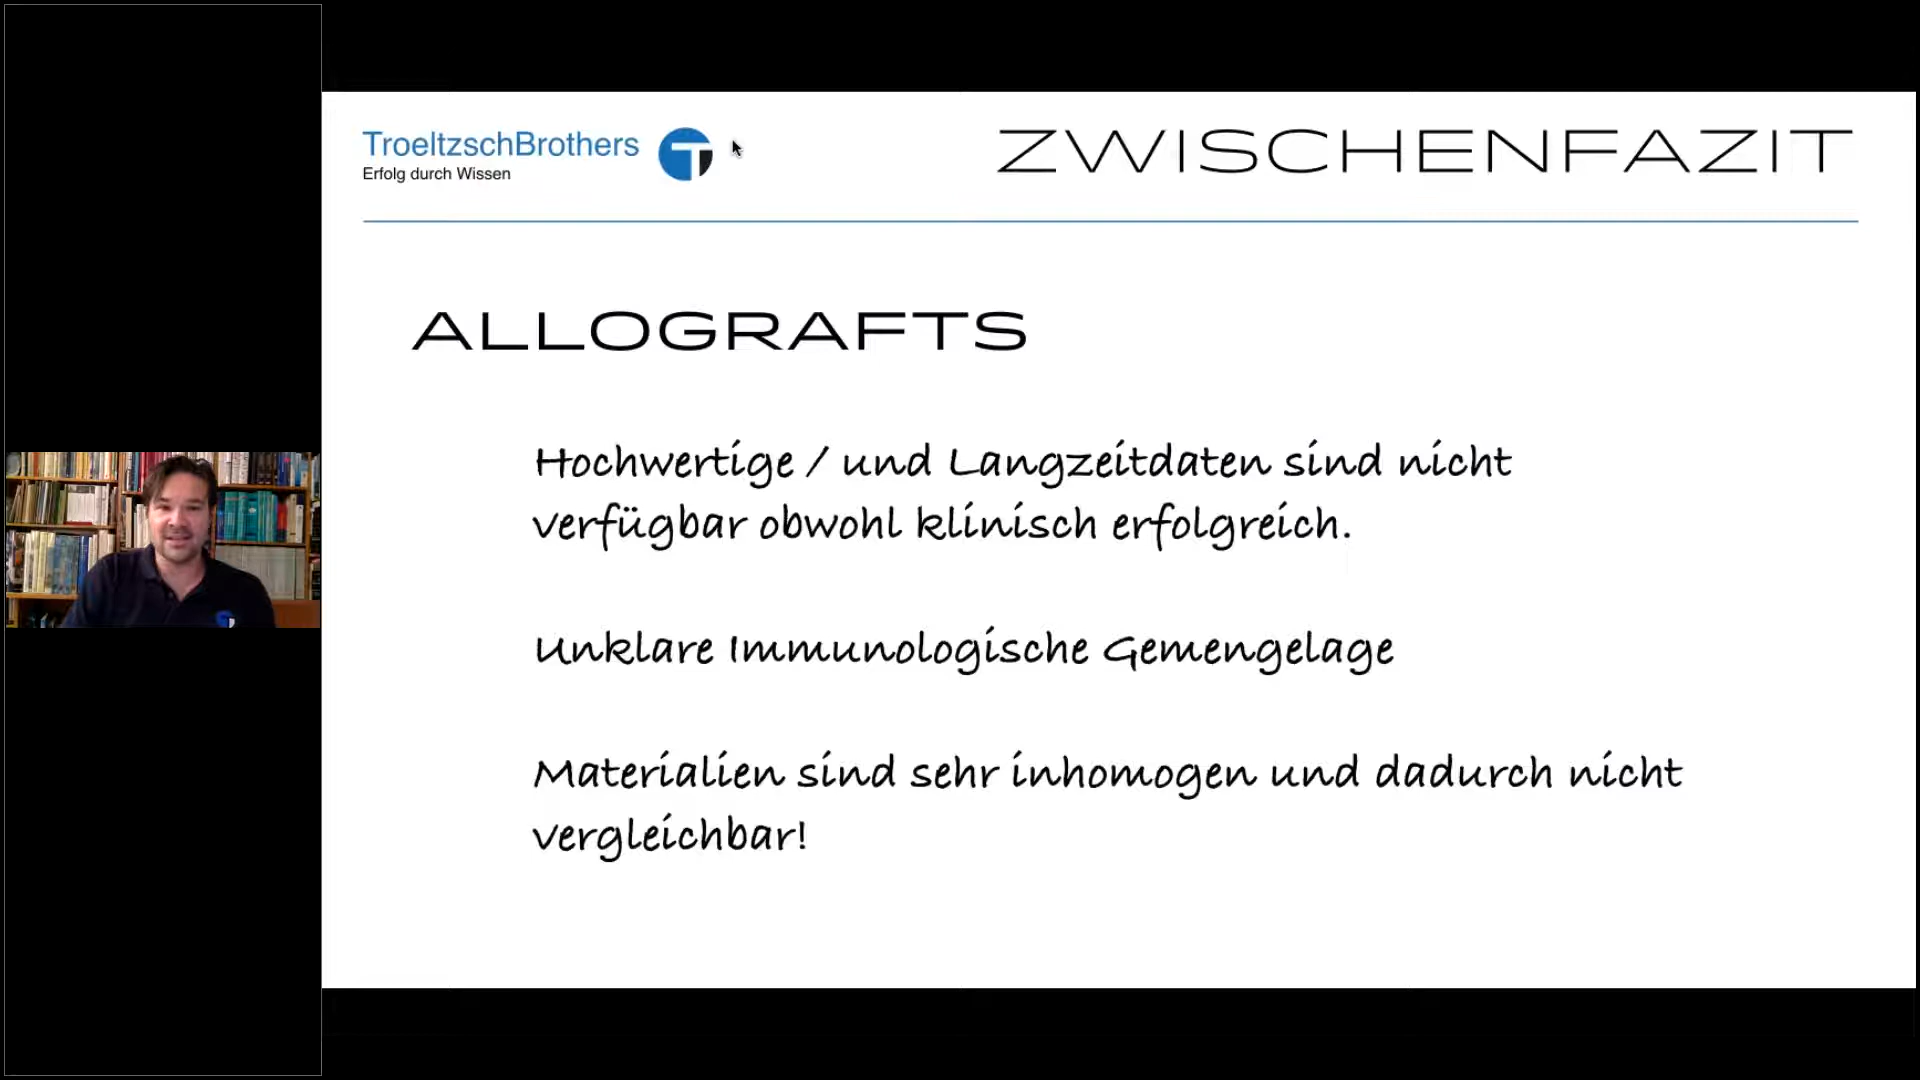 TroeltzschBrothers
Erfolg durch Wissen
ZWISCHENFAZIT
ALLOGRAFTS
Hochwertige / und Langzeitdaten sind nicht
verfügbar obwohl klinisch erfolgreich.
Unklare Immunologische Gemengelage
Materialien sind sehr inhomogen und dadurch nicht
vergleichbar!